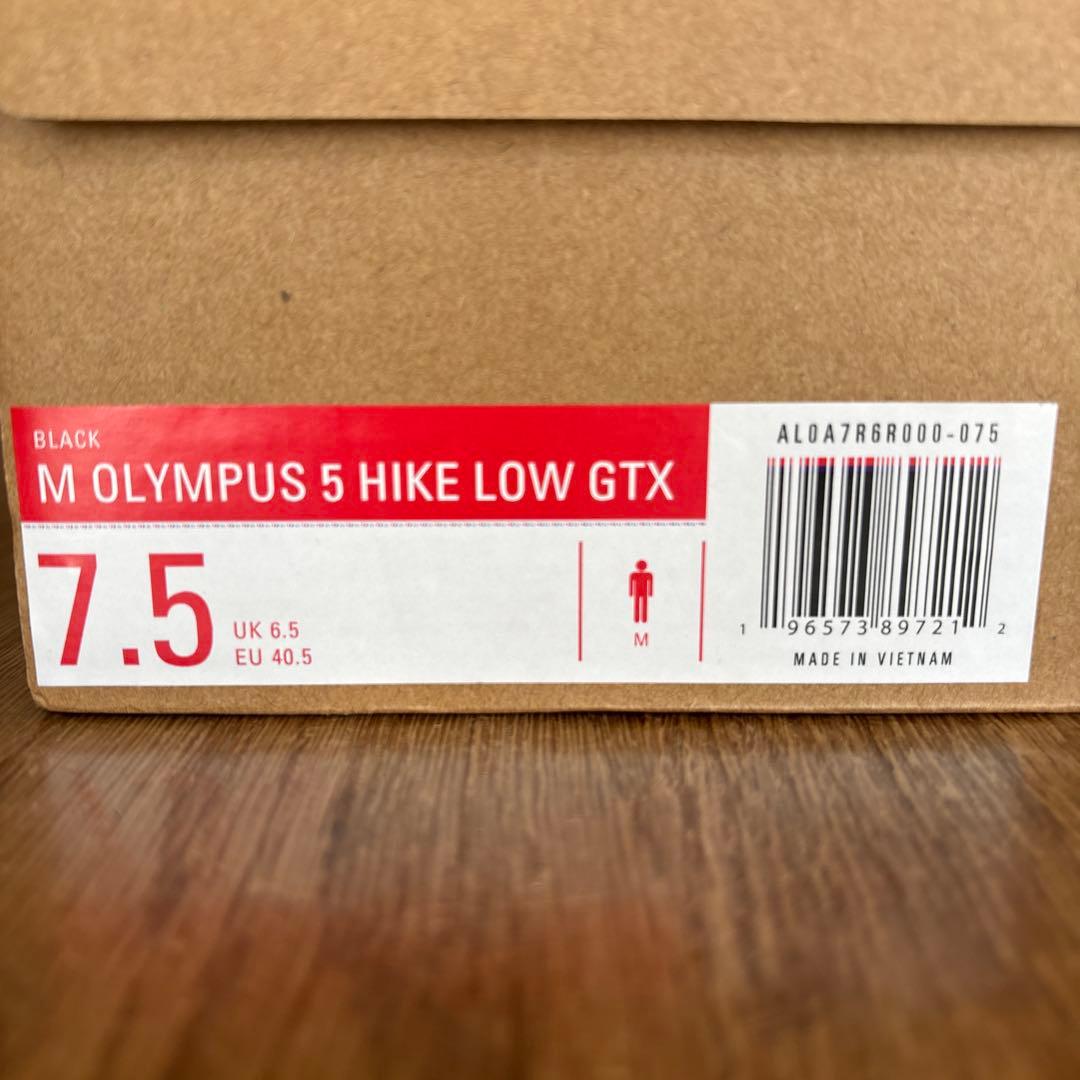 BLACK
M OLYMPUS 5 HIKE LOW GTX
7.5
UK 6.5
EU 40.5
M
AL0A7R6R000-075
1 96573 89721 2
MADE IN VIETNAM